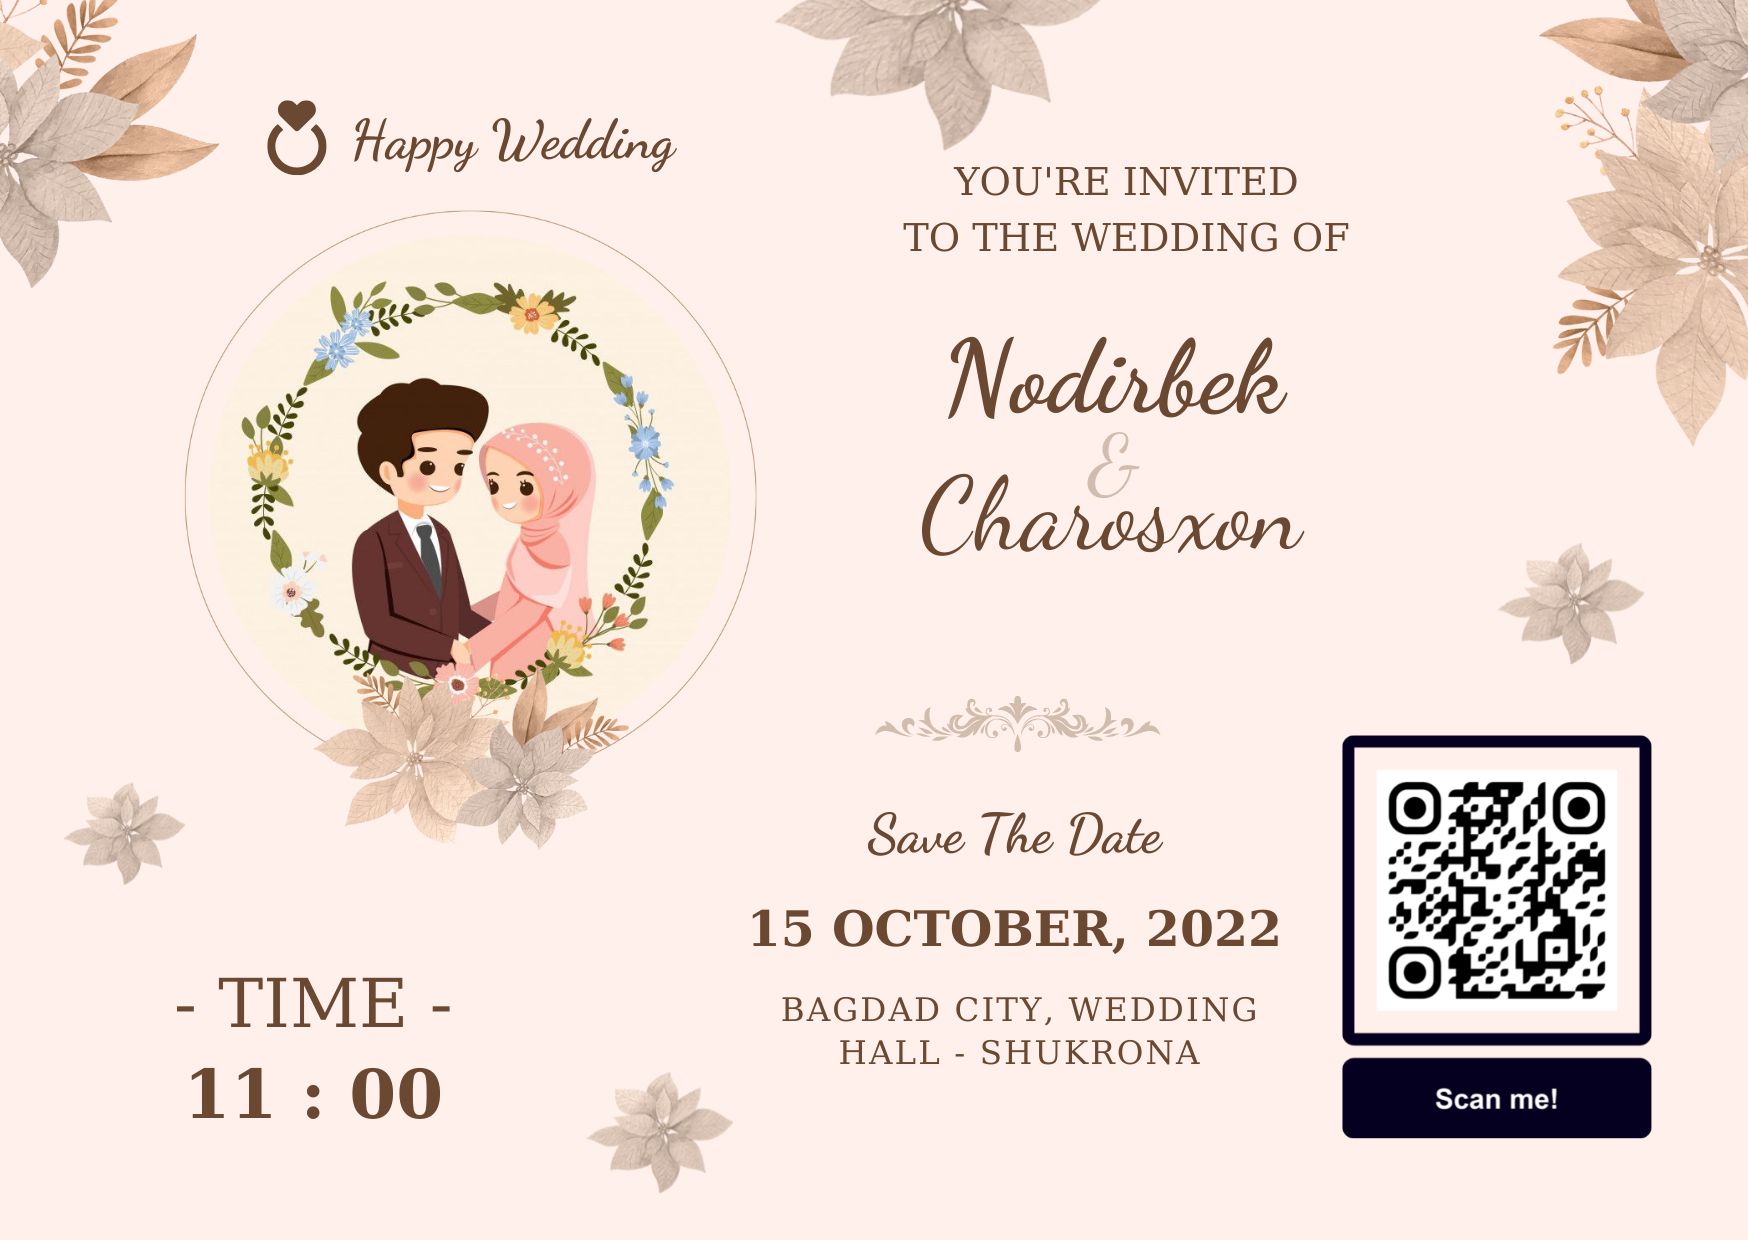 Happy Wedding
YOU'RE INVITED
TO THE WEDDING OF
Nodirbek
&
Charosxon
Save The Date
15 OCTOBER, 2022
BAGDAD CITY, WEDDING
HALL - SHUKRONA
- TIME -
11 : 00
Scan me!